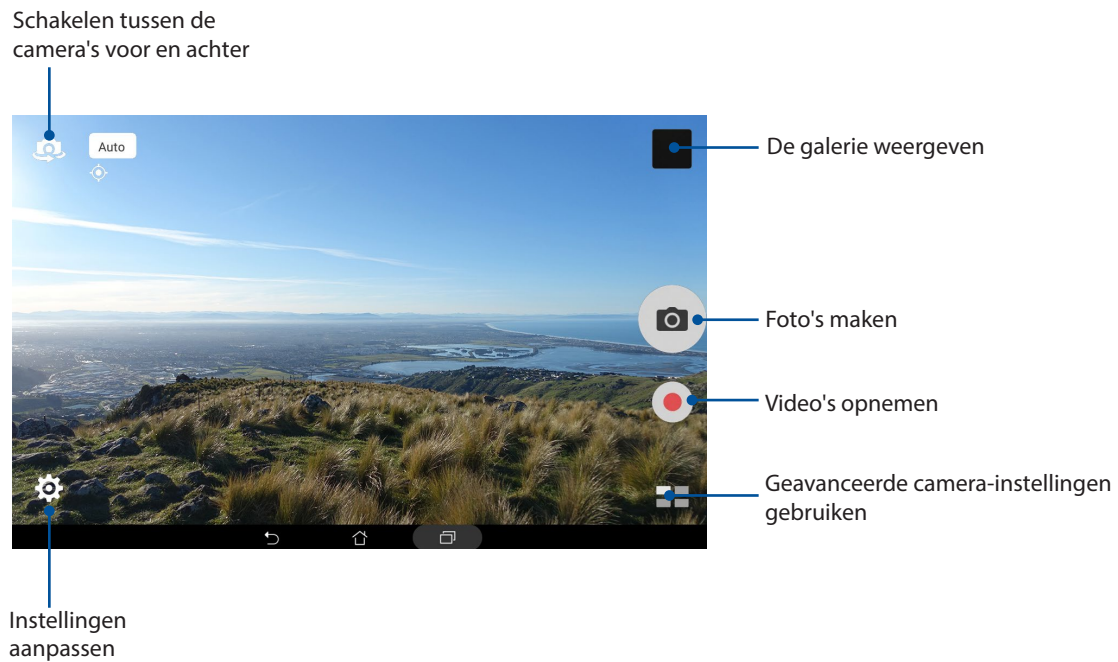 Schakelen tussen de
camera's voor en achter
Auto
De galerie weergeven
Foto's maken
Video's opnemen
Geavanceerde camera-instellingen
gebruiken
Instellingen
aanpassen